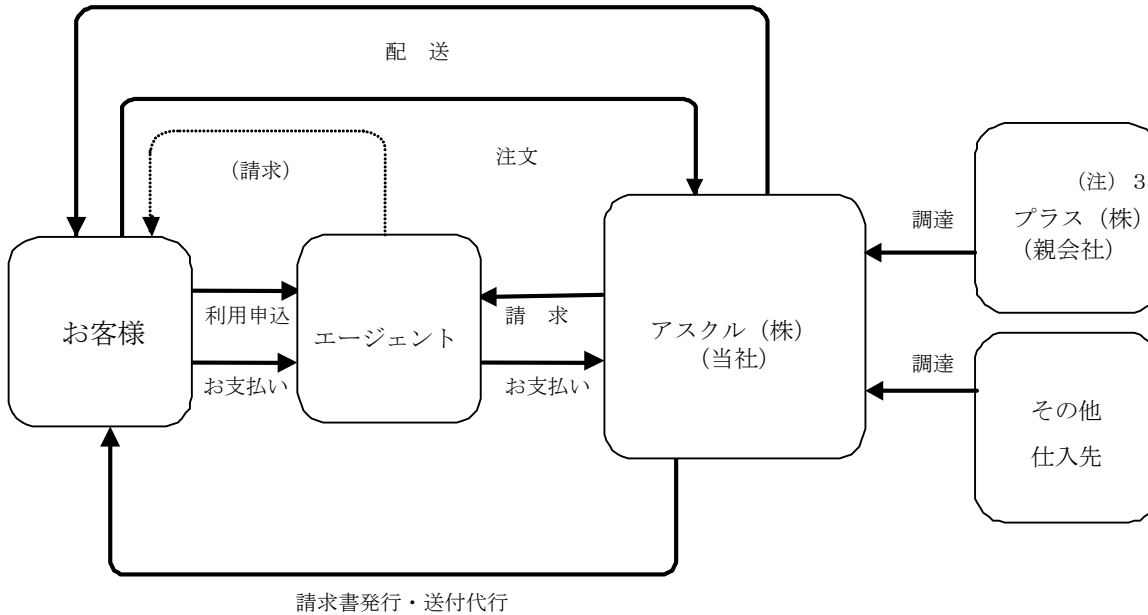 配　送
注文
(請求)
(注) 3
プラス (株)
(親会社)
調達
お客様
利用申込
お支払い
エージェント
請　求
お支払い
アスクル (株)
(当社)
調達
その他
仕入先
請求書発行・送付代行